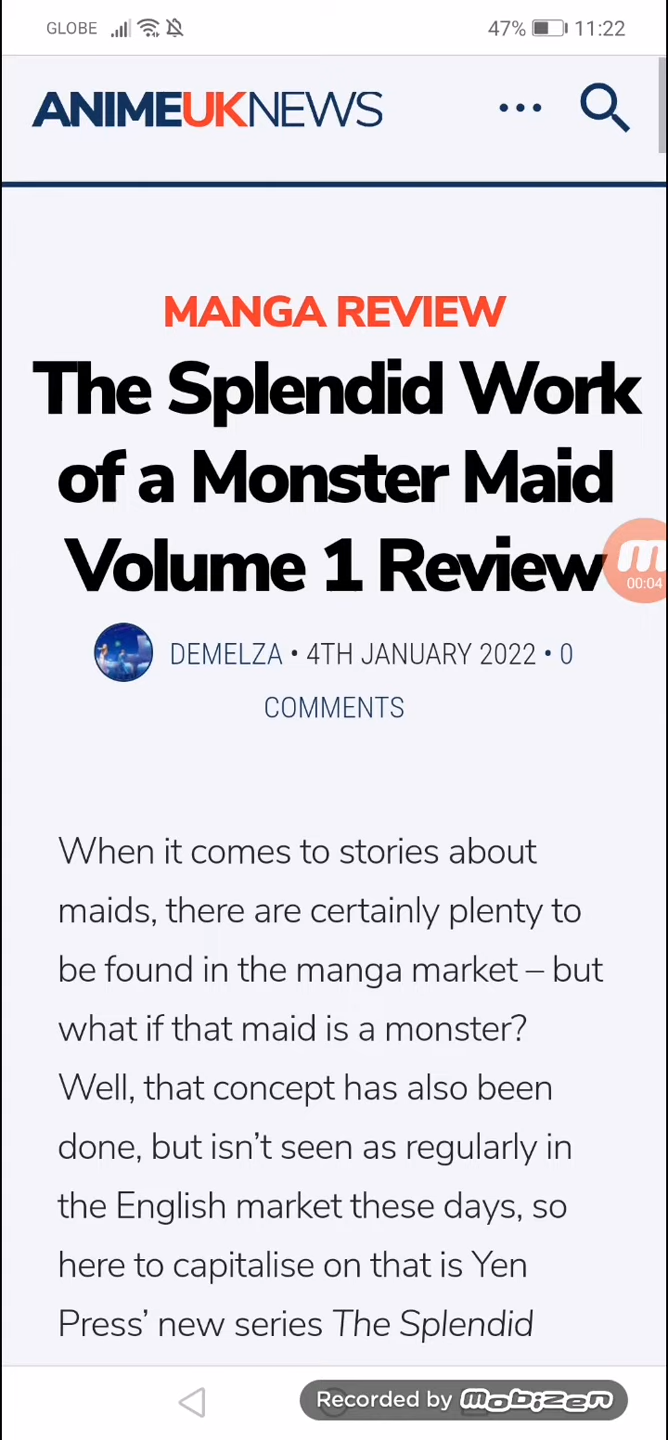 GLOBE 47% 11:22
ANIMEUKNEWS
MANGA REVIEW
The Splendid Work
of a Monster Maid
Volume 1 Review
00:04
DEMELZA • 4TH JANUARY 2022 • 0
COMMENTS
When it comes to stories about
maids, there are certainly plenty to
be found in the manga market – but
what if that maid is a monster?
Well, that concept has also been
done, but isn’t seen as regularly in
the English market these days, so
here to capitalise on that is Yen
Press’ new series The Splendid
Recorded by mobizen